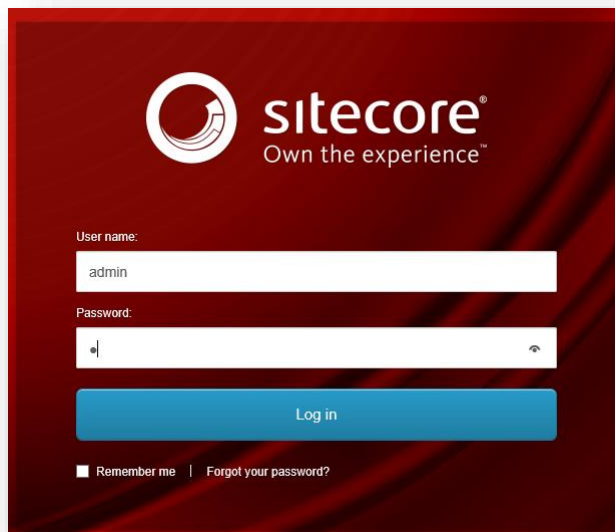 sitecore®
Own the experience™
User name:
admin
Password:
●
Log in
Remember me | Forgot your password?